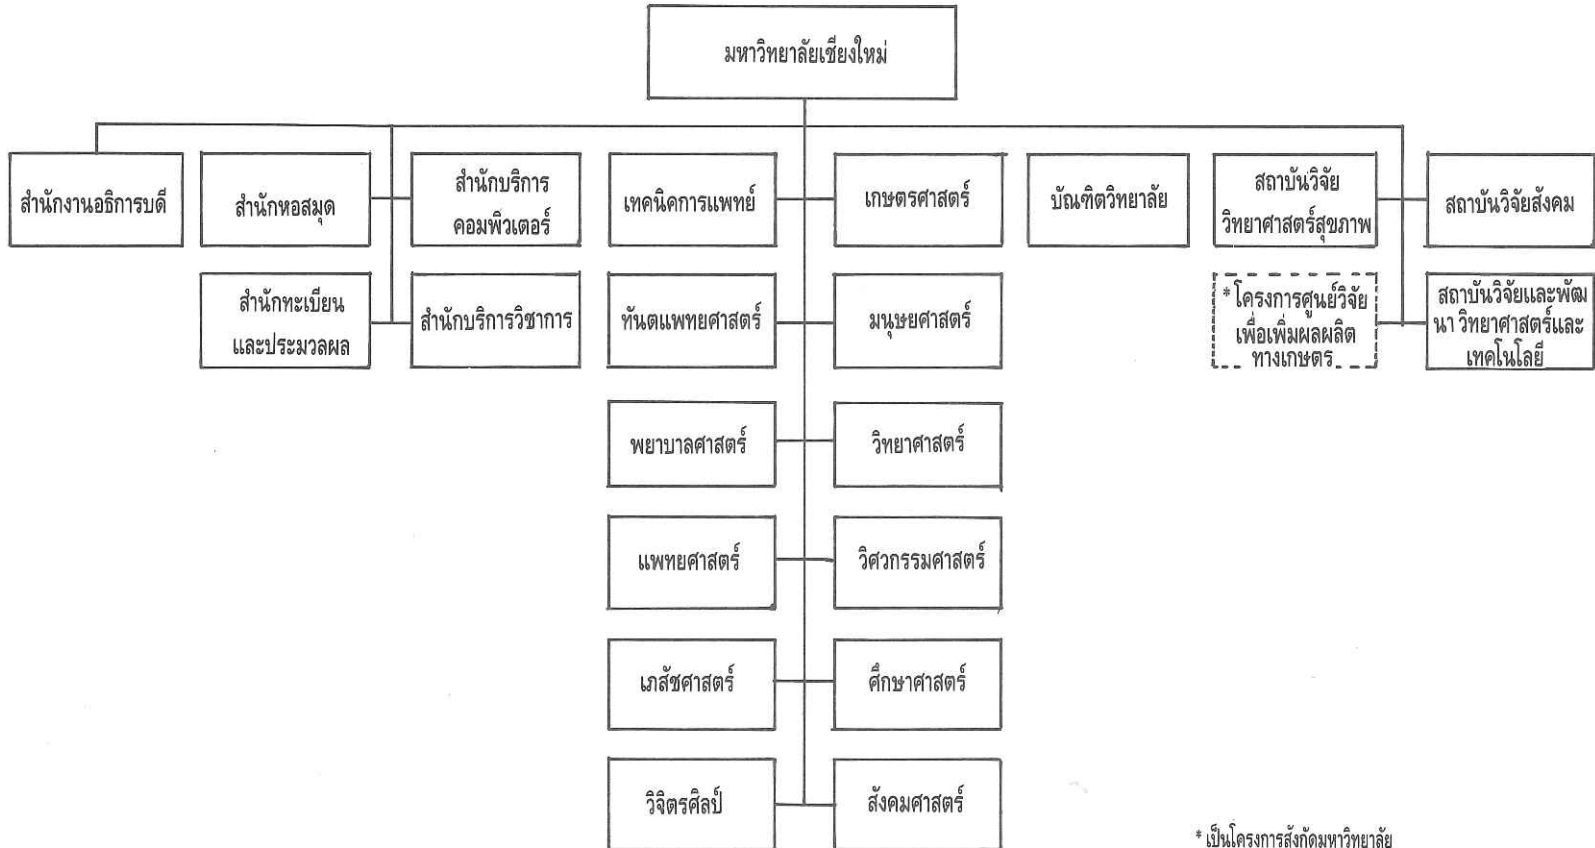 มหาวิทยาลัยเชียงใหม่
สำนักงานอธิการบดี
สำนักหอสมุด
สำนักบริการ
คอมพิวเตอร์
เทคนิคการแพทย์
เกษตรศาสตร์
บัณฑิตวิทยาลัย
สถาบันวิจัย
วิทยาศาสตร์สุขภาพ
สถาบันวิจัยสังคม
สำนักทะเบียน
และประมวลผล
สำนักบริการวิชาการ
ทันตแพทยศาสตร์
มนุษยศาสตร์
* โครงการศูนย์วิจัย
เพื่อเพิ่มผลผลิต
ทางเกษตร
สถาบันวิจัยและพัฒ
นา วิทยาศาสตร์และ
เทคโนโลยี
พยาบาลศาสตร์
วิทยาศาสตร์
แพทยศาสตร์
วิศวกรรมศาสตร์
เภสัชศาสตร์
ศึกษาศาสตร์
วิจิตรศิลป์
สังคมศาสตร์
* เป็นโครงการสังกัดมหาวิทยาลัย